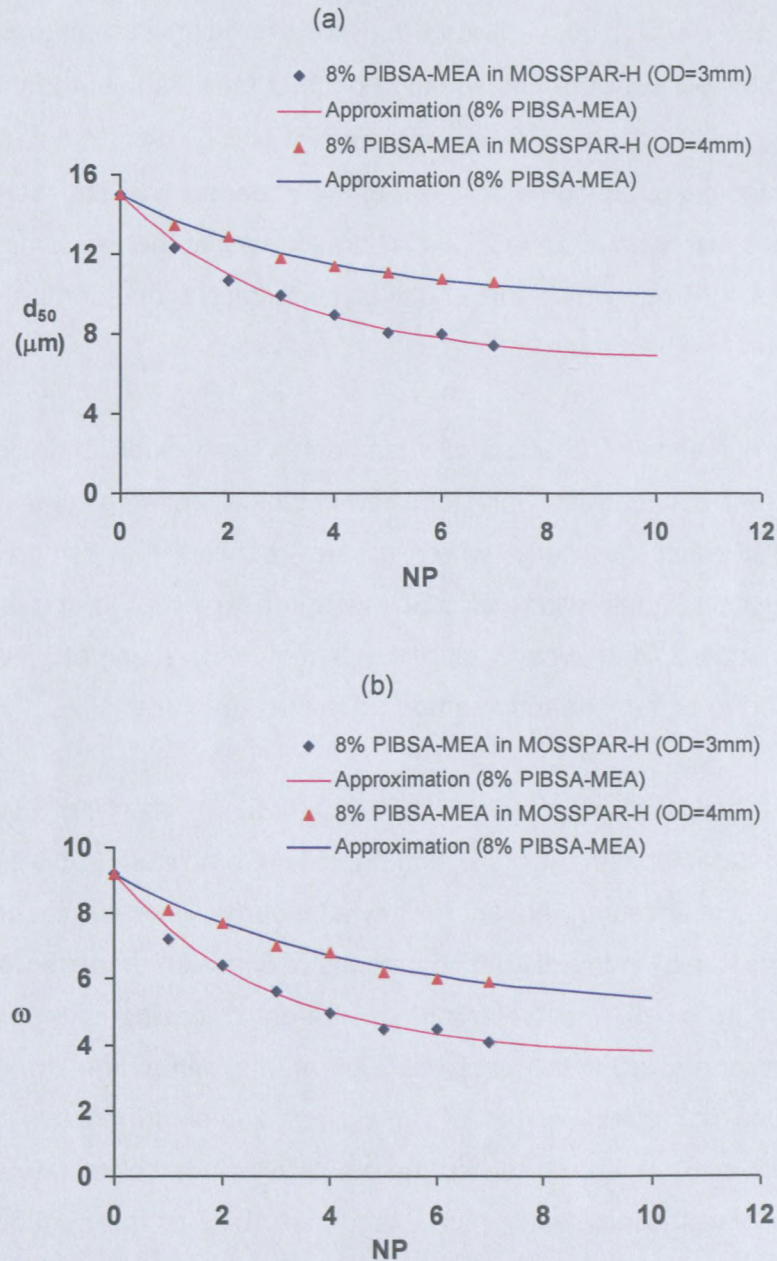 (a)
8% PIBSA-MEA in MOSSPAR-H (OD=3mm)
Approximation (8% PIBSA-MEA)
8% PIBSA-MEA in MOSSPAR-H (OD=4mm)
Approximation (8% PIBSA-MEA)
16
12
8
4
0
d50
(μm)
0 2 4 6 8 10 12
NP
(b)
8% PIBSA-MEA in MOSSPAR-H (OD=3mm)
Approximation (8% PIBSA-MEA)
8% PIBSA-MEA in MOSSPAR-H (OD=4mm)
Approximation (8% PIBSA-MEA)
10
8
6
4
2
0
ω
0 2 4 6 8 10 12
NP